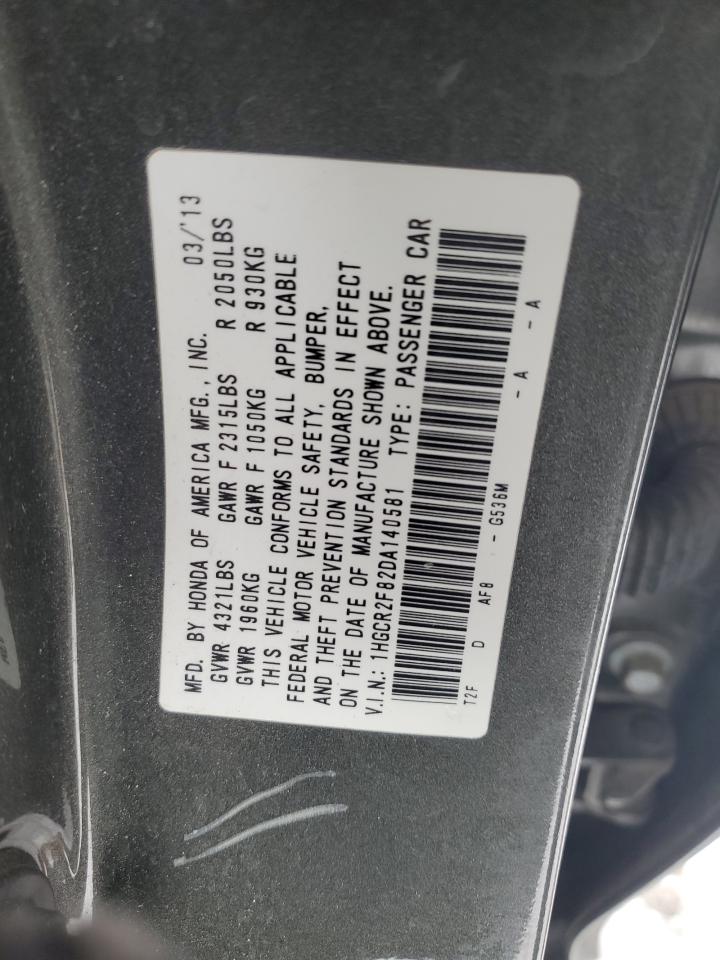 MFD. BY HONDA OF AMERICA MFG., INC. 03/'13
GVWR 4321LBS GAWR F 2315LBS R 2050LBS
GVWR 1960KG GAWR F 1050KG R 930KG
THIS VEHICLE CONFORMS TO ALL APPLICABLE
FEDERAL MOTOR VEHICLE SAFETY, BUMPER,
AND THEFT PREVENTION STANDARDS IN EFFECT
ON THE DATE OF MANUFACTURE SHOWN ABOVE.
V.I.N.: 1HGCR2F82DA140581 TYPE: PASSENGER CAR
T2F D AF8 - G536M - A - A